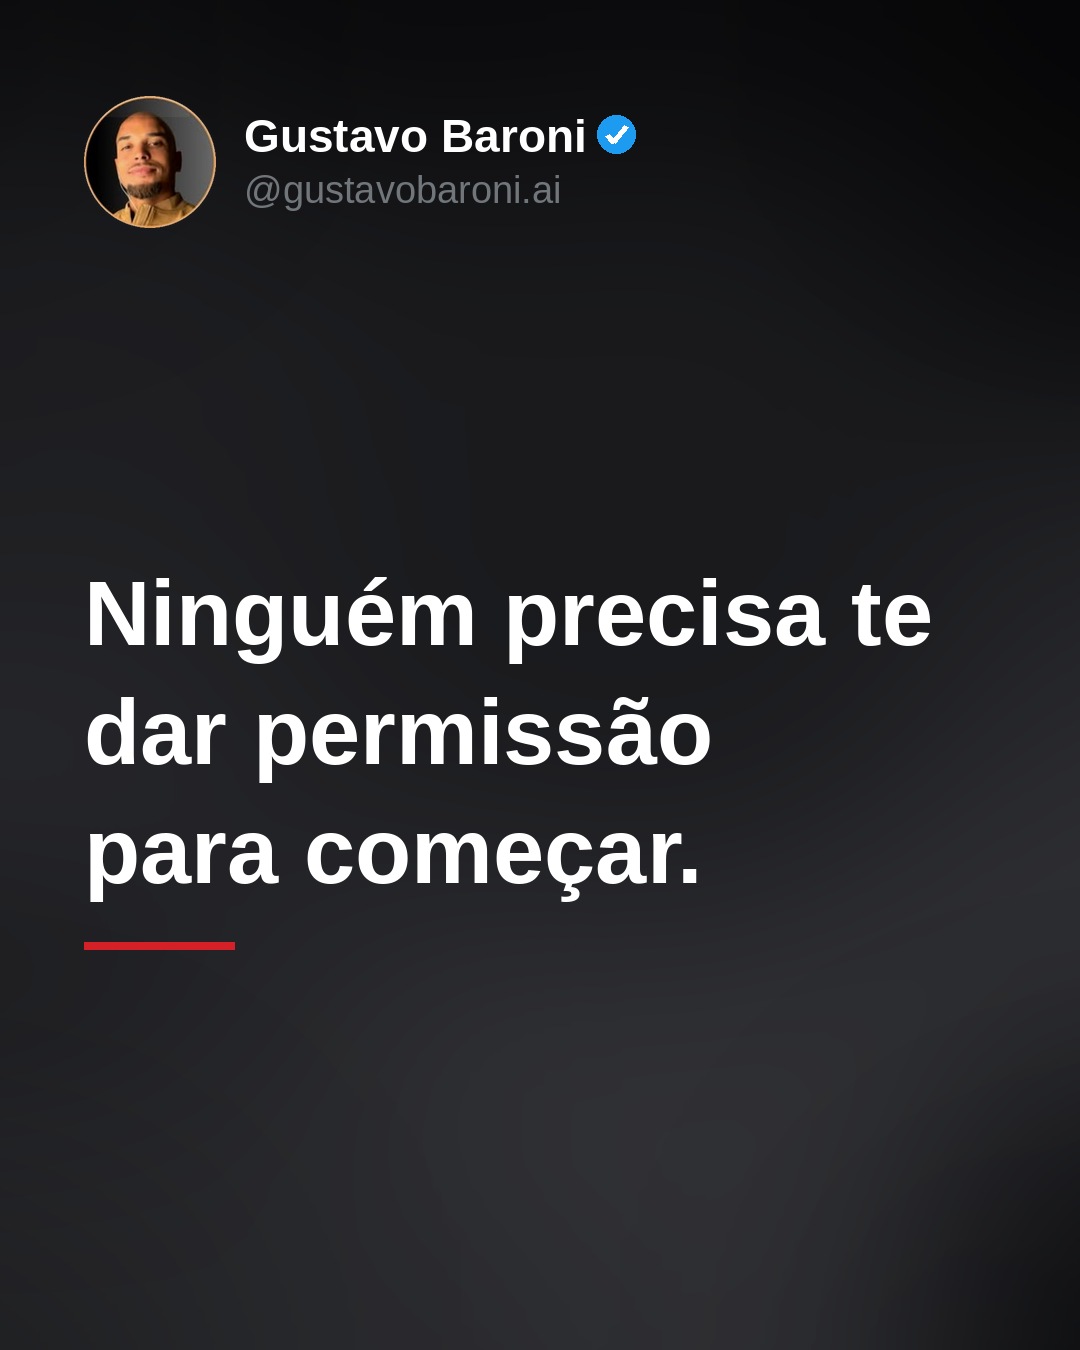 Gustavo Baroni
@gustavobaroni.ai
Ninguém precisa te
dar permissão
para começar.